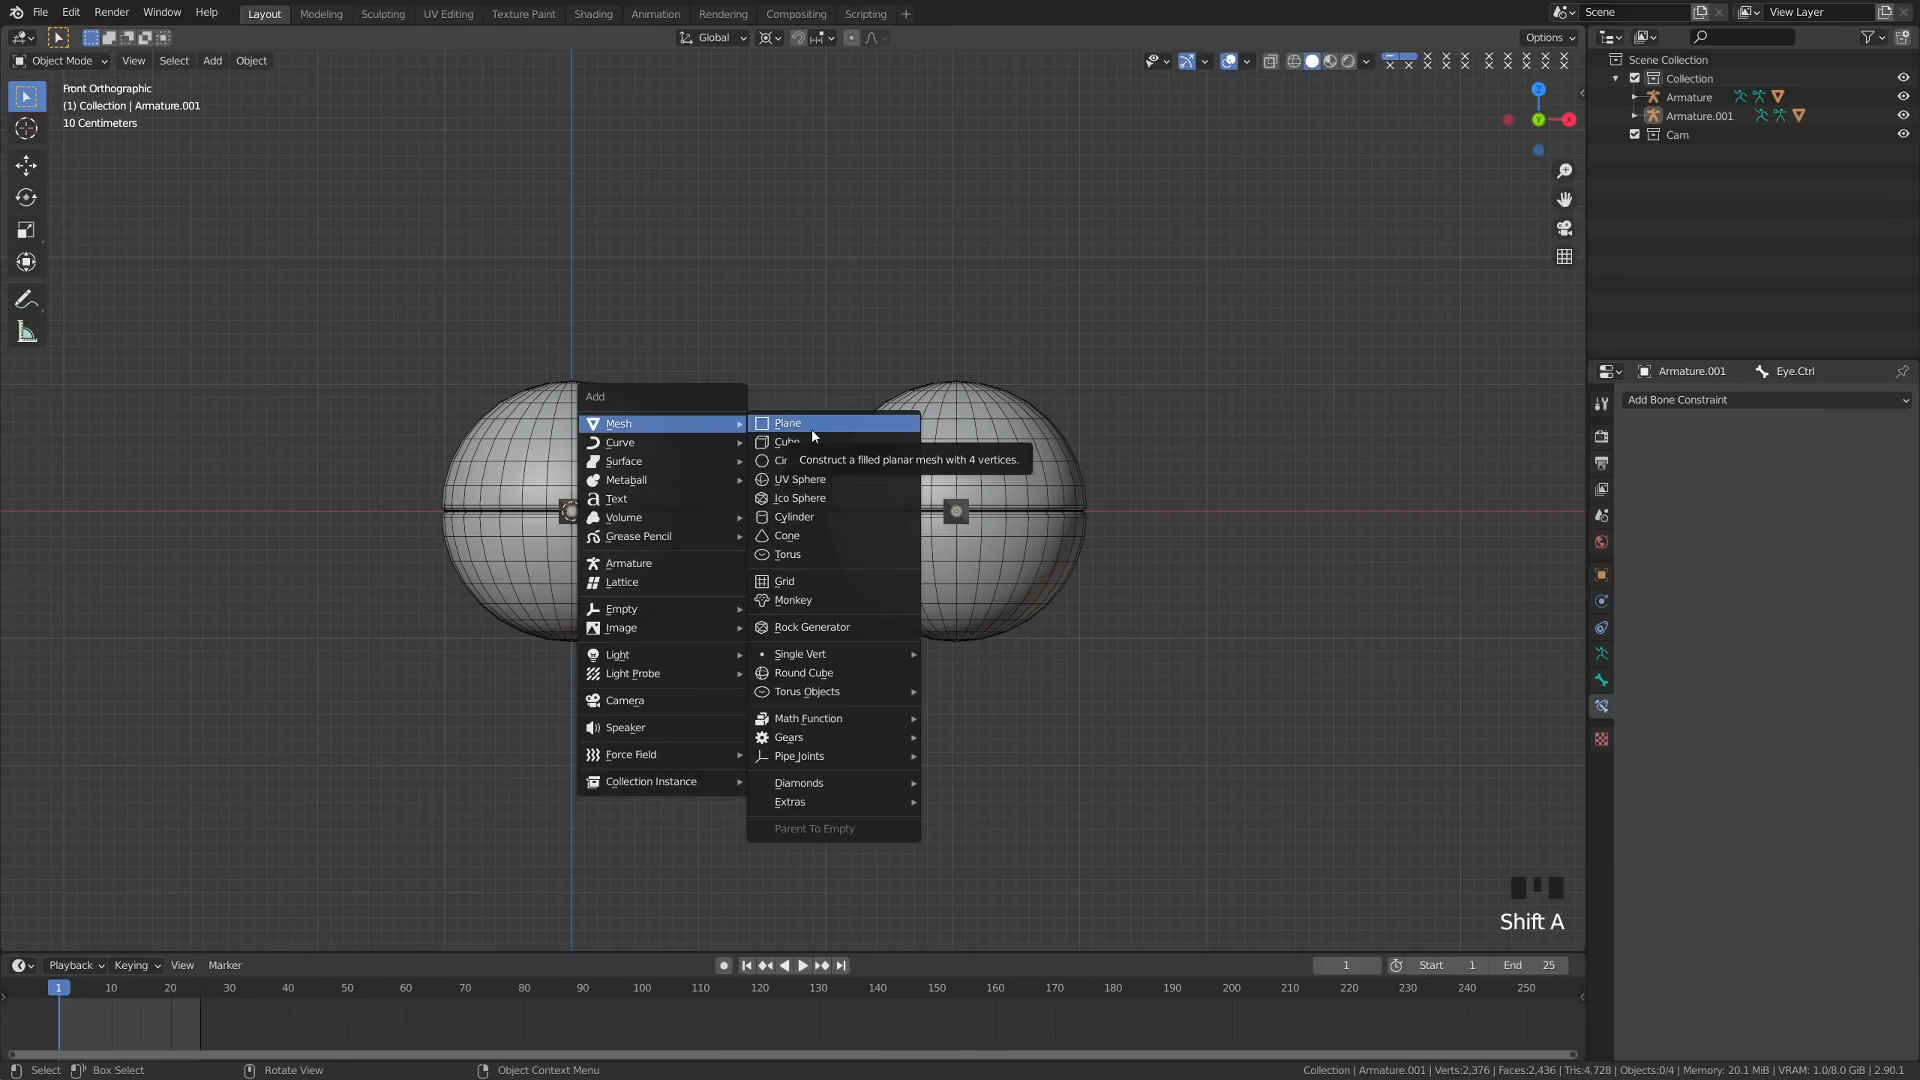 File Edit Render Window Help Layout Modeling Sculpting UV Editing Texture Paint Shading Animation Rendering Compositing Scripting + Scene View Layer
Global Options
Object Mode View Select Add Object
Front Orthographic
(1) Collection | Armature.001
10 Centimeters
Z
Y
X
Scene Collection
Collection
Armature
Armature.001
Cam
Armature.001 Eye.Ctrl
Add Bone Constraint
Add
Mesh
Curve
Surface
Metaball
Text
Volume
Grease Pencil
Armature
Lattice
Empty
Image
Light
Light Probe
Camera
Speaker
Force Field
Collection Instance
Plane
Cube
Cir
Construct a filled planar mesh with 4 vertices.
UV Sphere
Ico Sphere
Cylinder
Cone
Torus
Grid
Monkey
Rock Generator
Single Vert
Round Cube
Torus Objects
Math Function
Gears
Pipe Joints
Diamonds
Extras
Parent To Empty
Shift A
Playback Keying View Marker 1 Start 1 End 25
1 10 20 30 40 50 60 70 80 90 100 110 120 130 140 150 160 170 180 190 200 210 220 230 240 250
Select Box Select Rotate View Object Context Menu Collection | Armature.001 | Verts:2,376 | Faces:2,436 | Tris:4,728 | Objects:0/4 | Memory: 20.1 MiB | VRAM: 1.0/8.0 GiB | 2.90.1